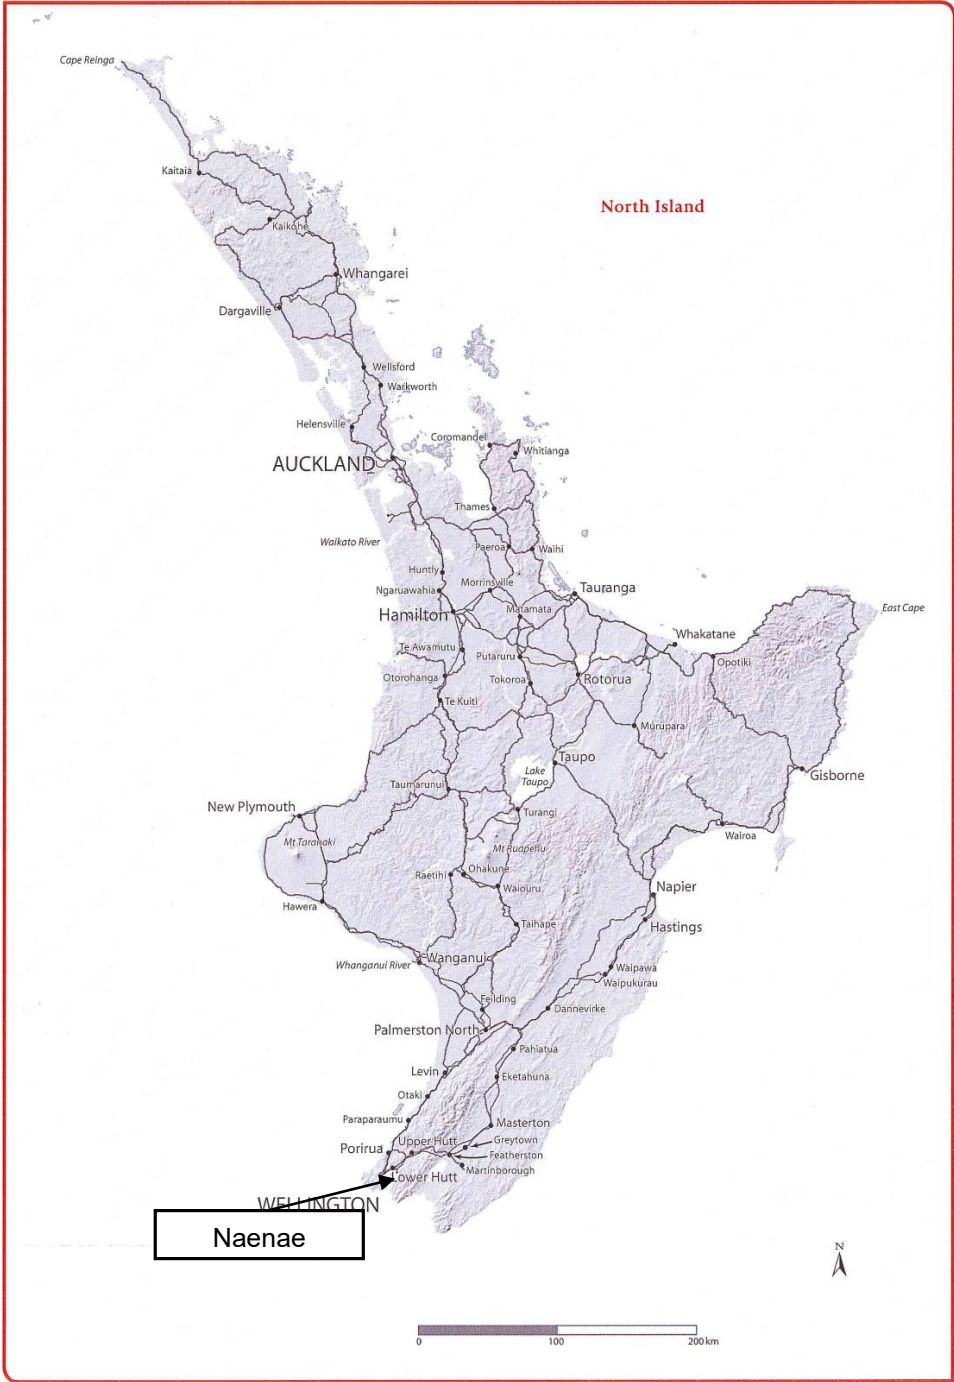 Cape Reinga
Kaitaia
North Island
Kaikohe
Whangarei
Dargaville
Wellsford
Warkworth
Helensville
Coromandel
Whitianga
AUCKLAND
Thames
Waikato River
Paeroa
Waihi
Huntly
Morrinsville
Ngaruawahia
Tauranga
Matamata
East Cape
Hamilton
Whakatane
Te Awamutu
Putaruru
Opotiki
Otorohanga
Tokoroa
Rotorua
Te Kuiti
Murupara
Taupo
Lake
Taupo
Gisborne
Taumarunui
New Plymouth
Turangi
Wairoa
Mt Taranaki
Mt Ruapehu
Ohakune
Raetihi
Waiouru
Napier
Hawera
Taihape
Hastings
Wanganui
Whanganui River
Waipawa
Waipukurau
Feilding
Dannevirke
Palmerston North
Pahiatua
Levin
Eketahuna
Otaki
Paraparaumu
Masterton
Upper Hutt
Greytown
Porirua
Featherston
Martinborough
Lower Hutt
WELLINGTON
Naenae
N
0 100 200 km